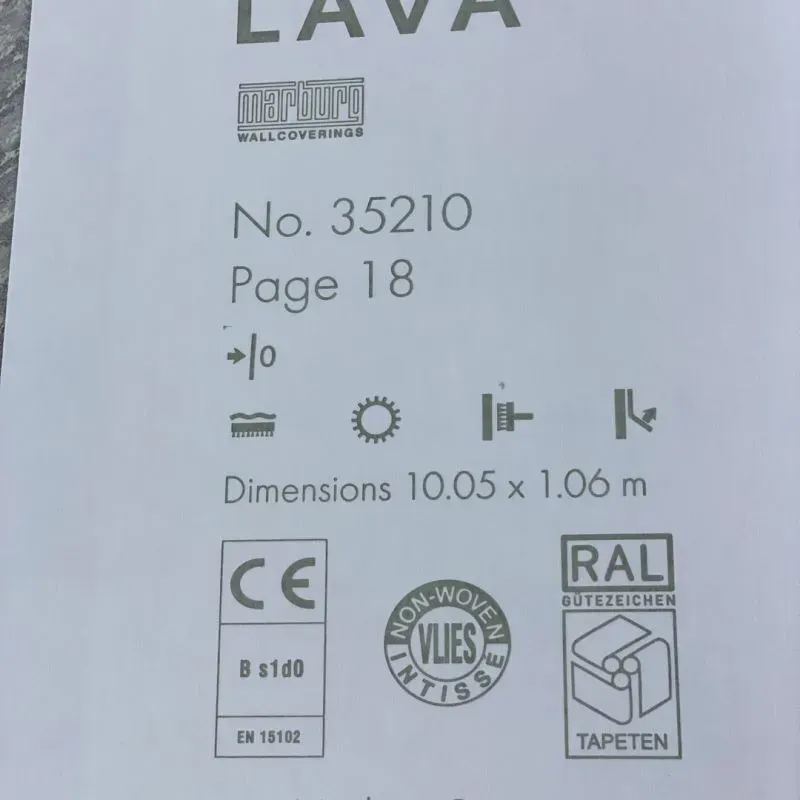 LAVA
marburg
WALLCOVERINGS
No. 35210
Page 18
0
Dimensions 10.05 x 1.06 m
CE
B s1d0
EN 15102
NON-WOVEN
VLIES
INTISSÉ
RAL
GÜTEZEICHEN
TAPETEN